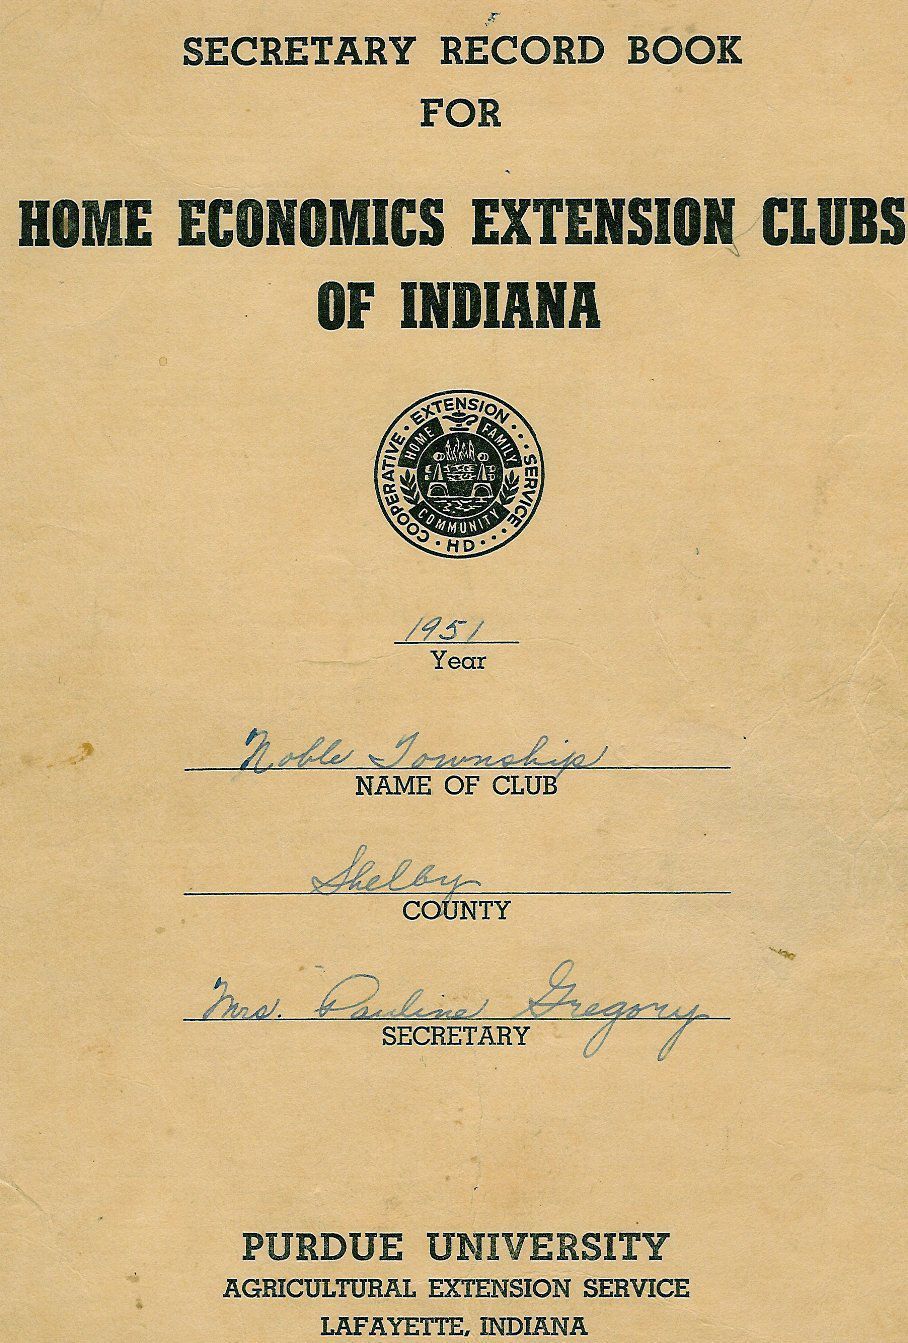 SECRETARY RECORD BOOK
FOR
HOME ECONOMICS EXTENSION CLUBS
OF INDIANA
COOPERATIVE · EXTENSION · · · SERVICE · · · HD ·
HOME FAMILY
COMMUNITY
1951
Year
Noble Township
NAME OF CLUB
Shelby
COUNTY
Mrs. Pauline Gregory
SECRETARY
PURDUE UNIVERSITY
AGRICULTURAL EXTENSION SERVICE
LAFAYETTE, INDIANA